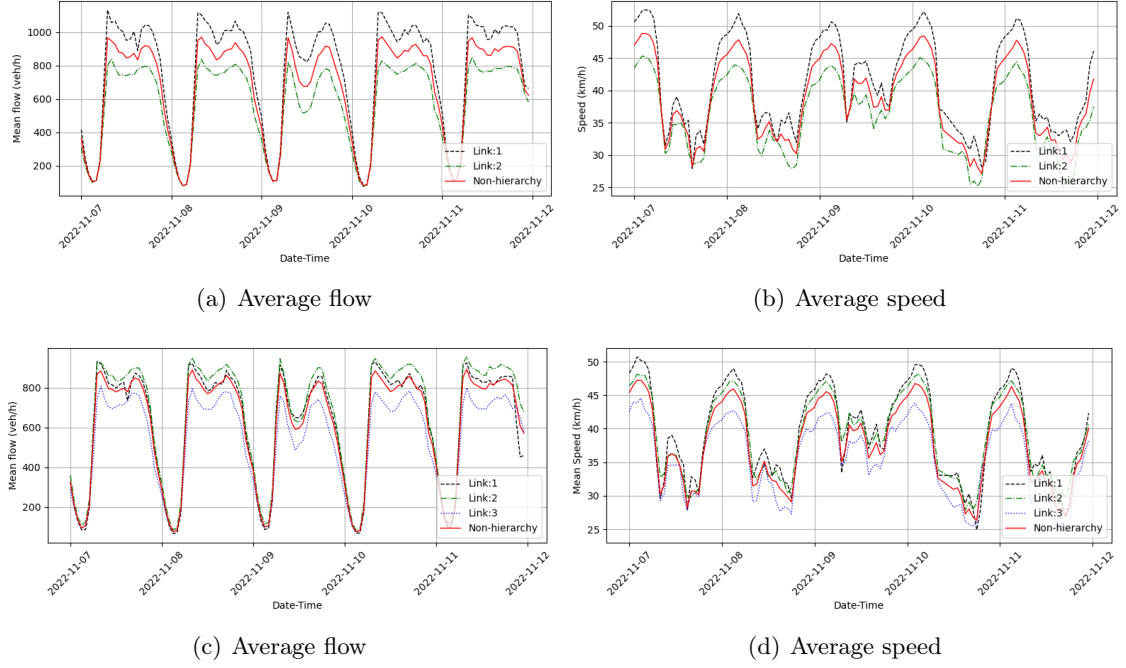 Mean flow (veh/h)
1000
800
600
400
200
Link:1
Link:2
Non-hierarchy
2022-11-07
2022-11-08
2022-11-09
2022-11-10
2022-11-11
2022-11-12
Date-Time
(a) Average flow
Speed (km/h)
50
45
40
35
30
25
Link:1
Link:2
Non-hierarchy
2022-11-07
2022-11-08
2022-11-09
2022-11-10
2022-11-11
2022-11-12
Date-Time
(b) Average speed
Mean flow (veh/h)
800
600
400
200
Link:1
Link:2
Link:3
Non-hierarchy
2022-11-07
2022-11-08
2022-11-09
2022-11-10
2022-11-11
2022-11-12
Date-Time
(c) Average flow
Mean Speed (km/h)
50
45
40
35
30
25
Link:1
Link:2
Link:3
Non-hierarchy
2022-11-07
2022-11-08
2022-11-09
2022-11-10
2022-11-11
2022-11-12
Date-Time
(d) Average speed